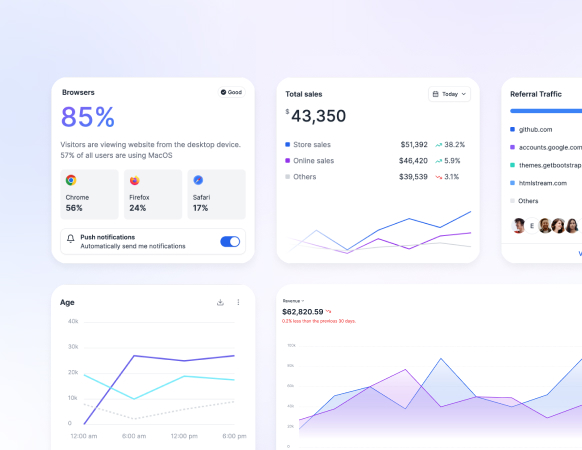 Browsers
Good
85%
Visitors are viewing website from the desktop device.
57% of all users are using MacOS
Chrome
56%
Firefox
24%
Safari
17%
Push notifications
Automatically send me notifications
Total sales
Today
$43,350
Store sales $51,392 38.2%
Online sales $46,420 5.9%
Others $39,539 3.1%
Referral Traffic
github.com
accounts.google.com
themes.getbootstrap
htmlstream.com
Others
E
V
Age
40k
30k
20k
10k
0
12:00 am 6:00 am 12:00 pm 6:00 pm
Revenue
$62,820.59
0.2% less than the previous 30 days.
0